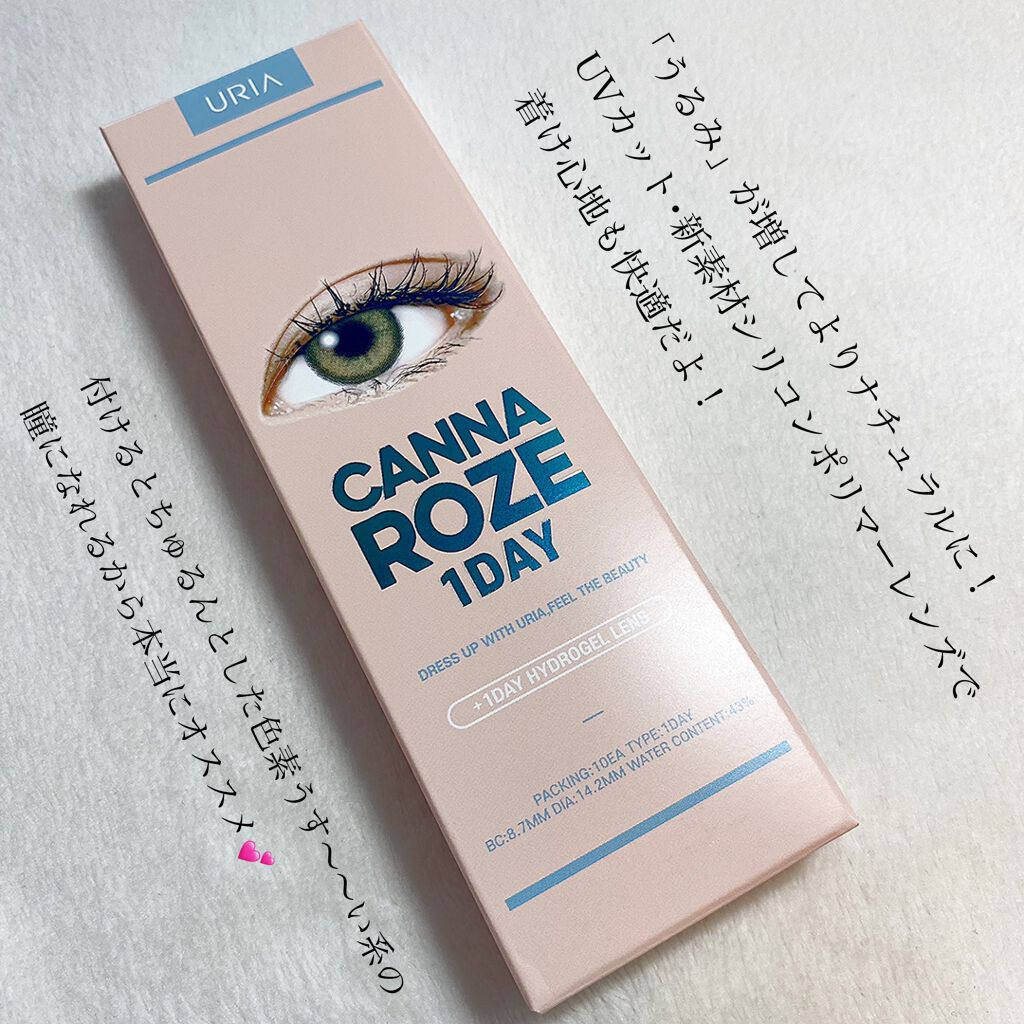 「うるみ」が増してよりナチュラルに！
UVカット・新素材シリコンポリマーレンズで
着け心地も快適だよ！
URIA
CANNA
ROZE
1DAY
DRESS UP WITH URIA,FEEL THE BEAUTY
+1DAY HYDROGEL LENS
PACKING:10EA TYPE:1DAY
BC:8.7MM DIA:14.2MM WATER CONTENT:43%
付けるとちゅるんとした色素うす〜〜い系の
瞳になれるから本当にオススメ💕